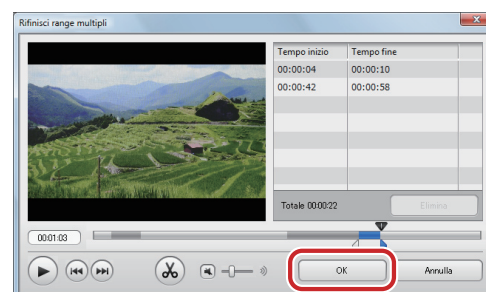 Rifinisci range multipli
Tempo inizio Tempo fine
00:00:04 00:00:10
00:00:42 00:00:58
Totale 00:00:22 Elimina
00:01:03
OK Annulla